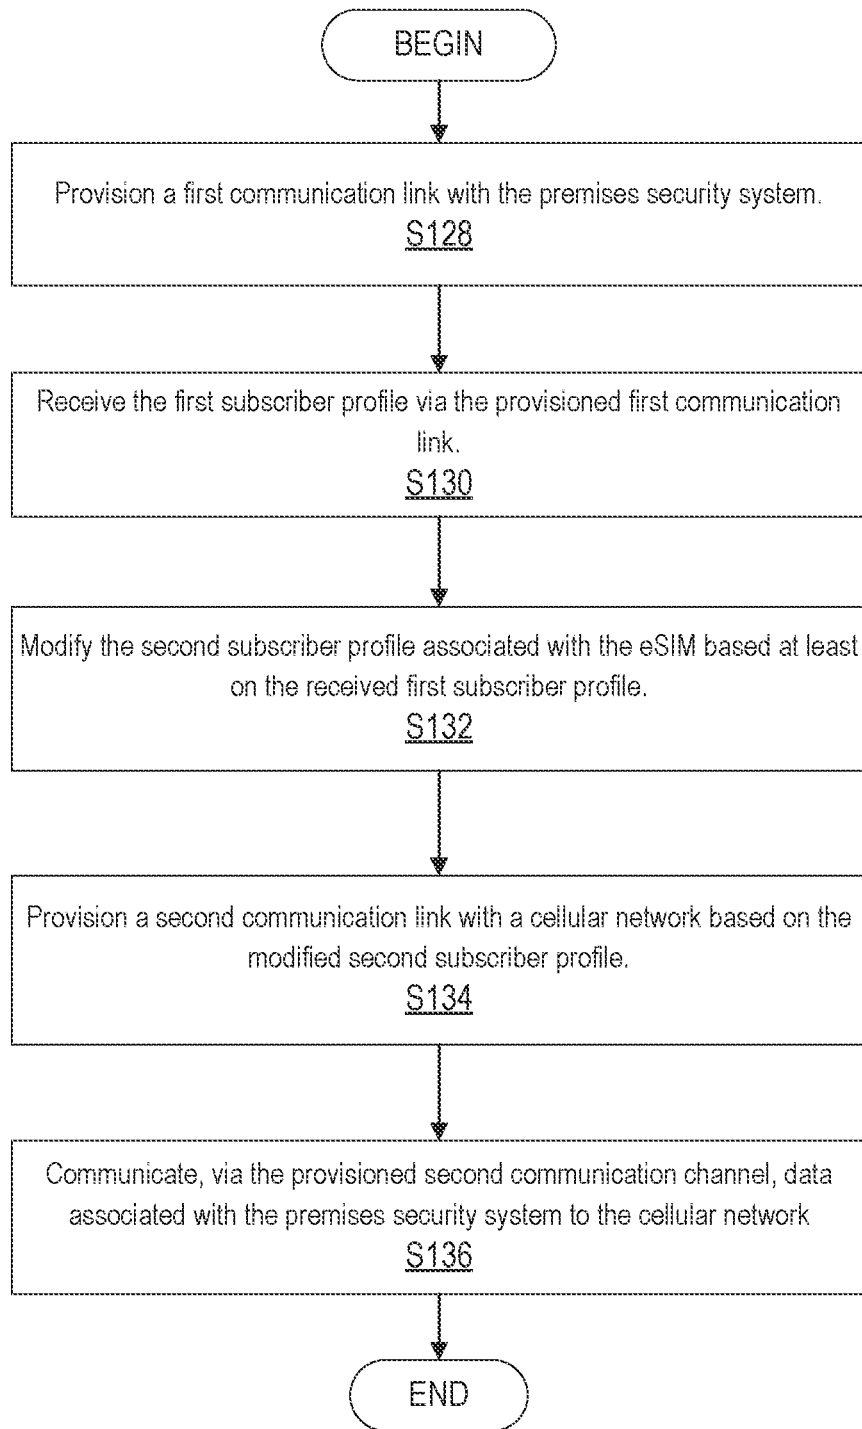 BEGIN
Provision a first communication link with the premises security system.
S128
Receive the first subscriber profile via the provisioned first communication
link.
S130
Modify the second subscriber profile associated with the eSIM based at least
on the received first subscriber profile.
S132
Provision a second communication link with a cellular network based on the
modified second subscriber profile.
S134
Communicate, via the provisioned second communication channel, data
associated with the premises security system to the cellular network
S136
END